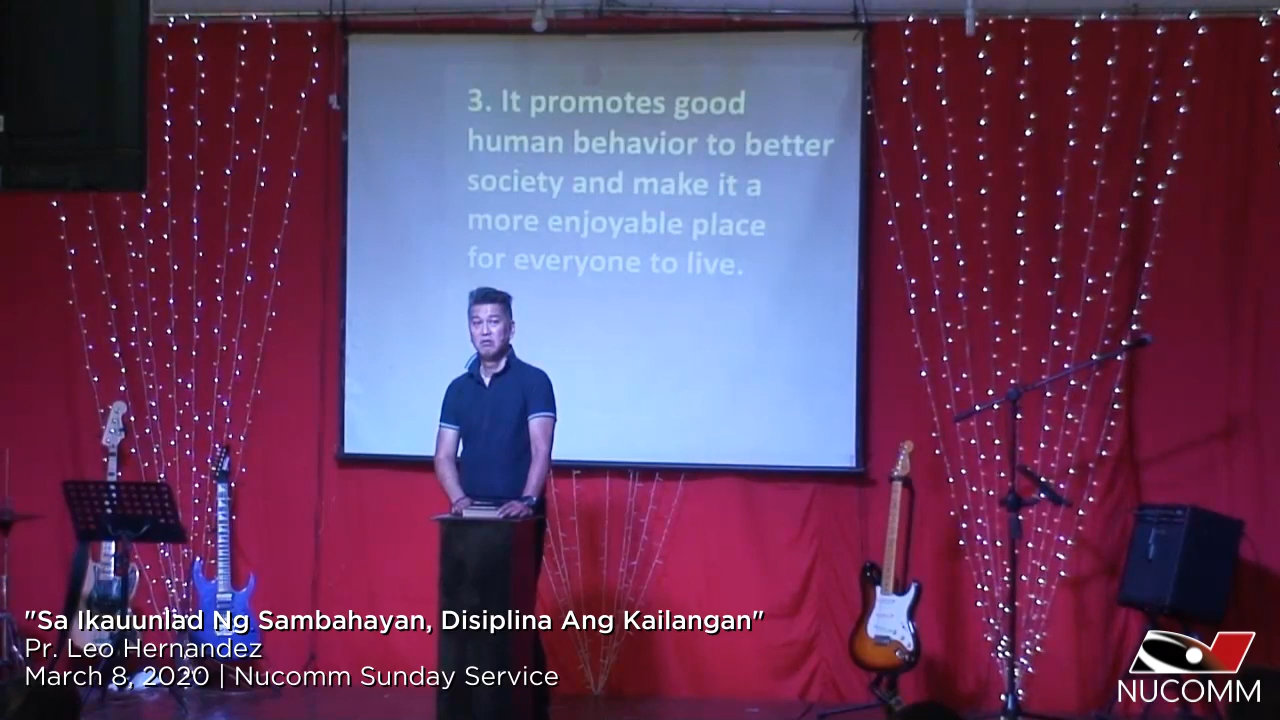 3. It promotes good
human behavior to better
society and make it a
more enjoyable place
for everyone to live.
"Sa Ikauunlad Ng Sambahayan, Disiplina Ang Kailangan"
Pr. Leo Hernandez
March 8, 2020 | Nucomm Sunday Service
NUCOMM